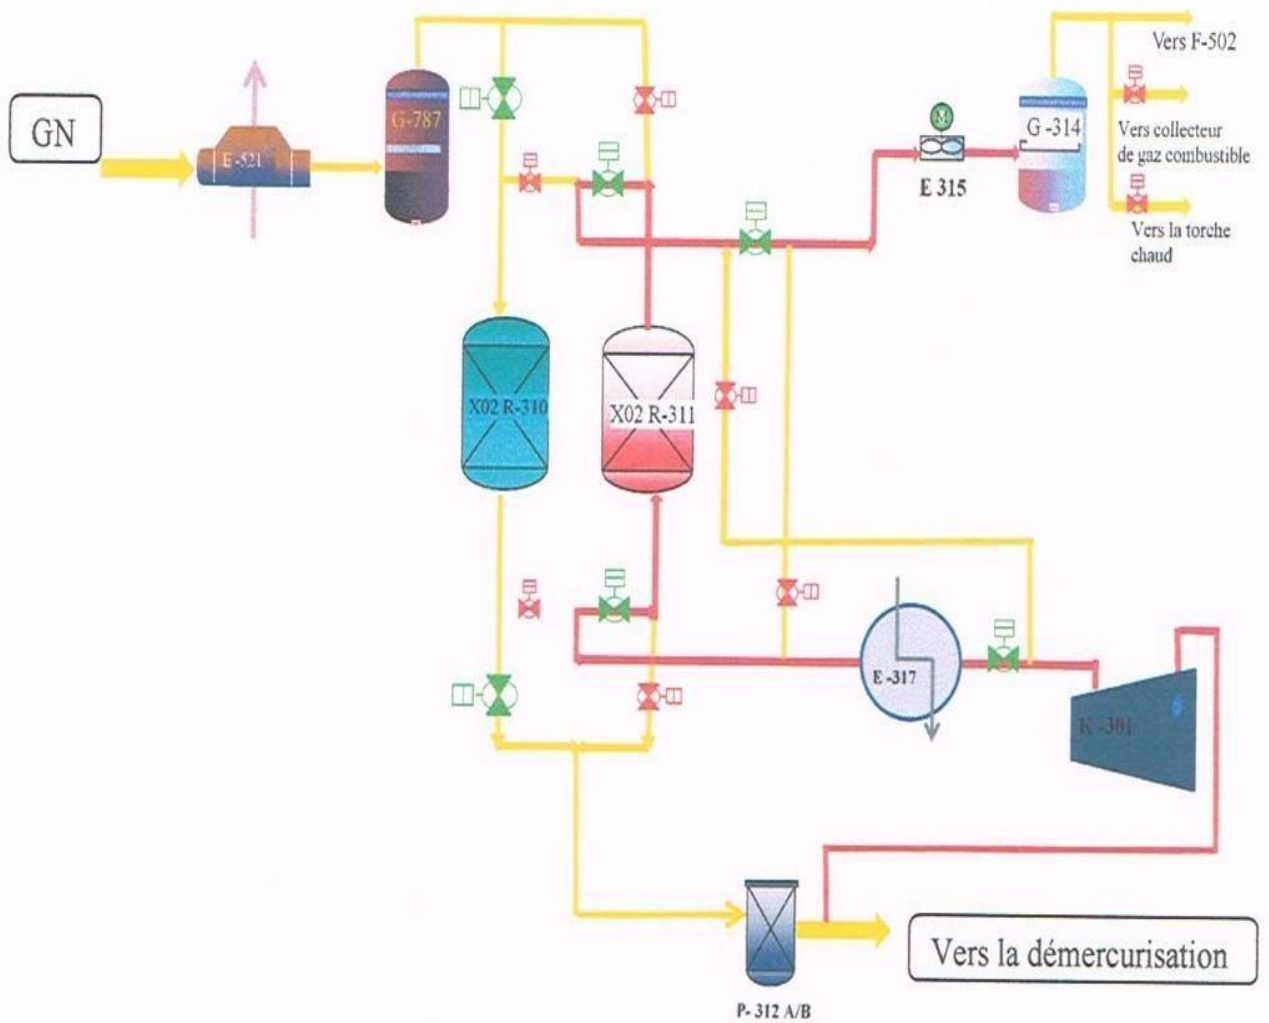 GN
E-521
G-787
M
E 315
G-314
Vers F-502
Vers collecteur
de gaz combustible
Vers la torche
chaud
X02 R-310
X02 R-311
E-317
K-301
P-312 A/B
Vers la démercurisation